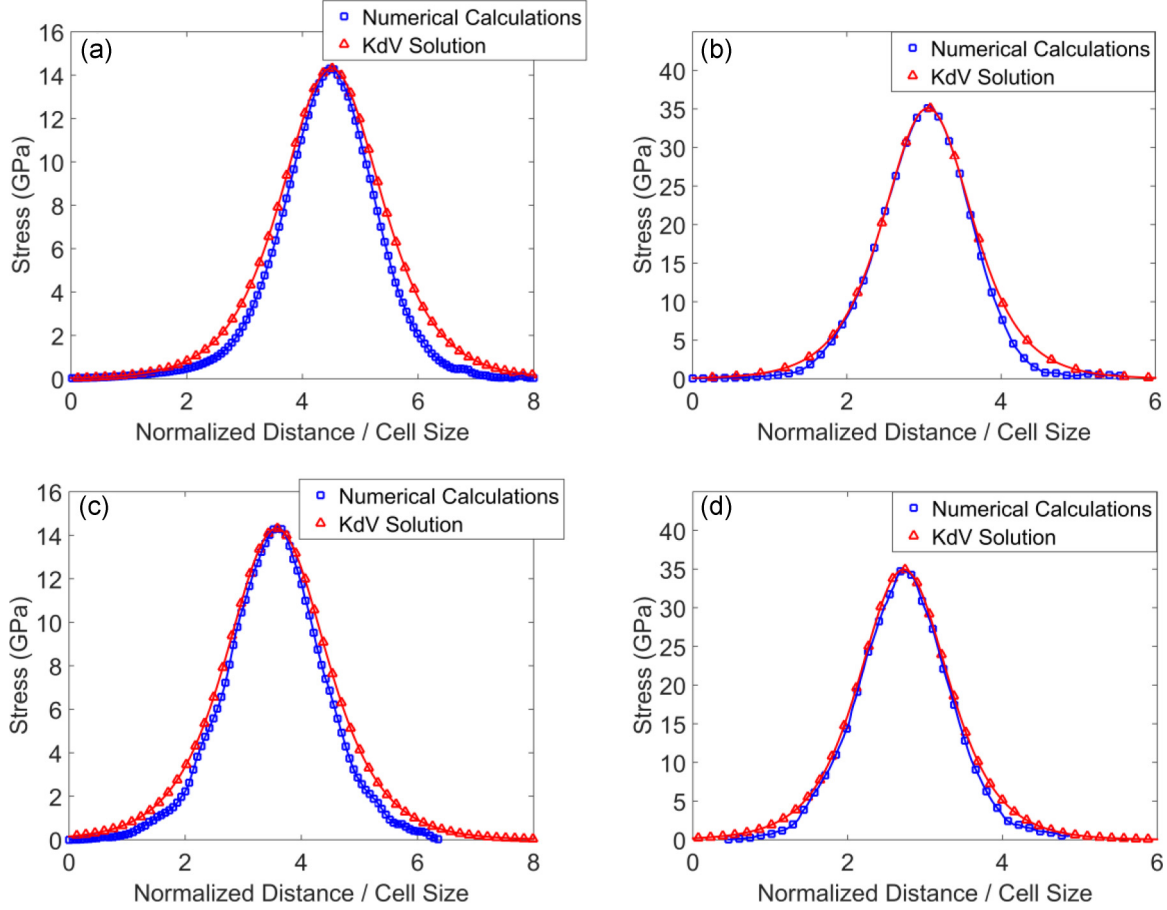 (a)
Numerical Calculations
KdV Solution
16
14
12
10
8
6
4
2
0
Stress (GPa)
0 2 4 6 8
Normalized Distance / Cell Size
(b)
Numerical Calculations
KdV Solution
40
35
30
25
20
15
10
5
0
Stress (GPa)
0 2 4 6
Normalized Distance / Cell Size
(c)
Numerical Calculations
KdV Solution
16
14
12
10
8
6
4
2
0
Stress (GPa)
0 2 4 6 8
Normalized Distance / Cell Size
(d)
Numerical Calculations
KdV Solution
40
35
30
25
20
15
10
5
0
Stress (GPa)
0 2 4 6
Normalized Distance / Cell Size